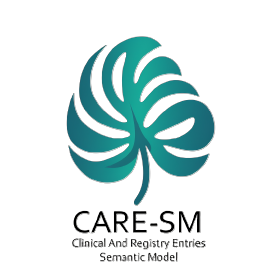 CARE-SM
Clinical And Registry Entries
Semantic Model